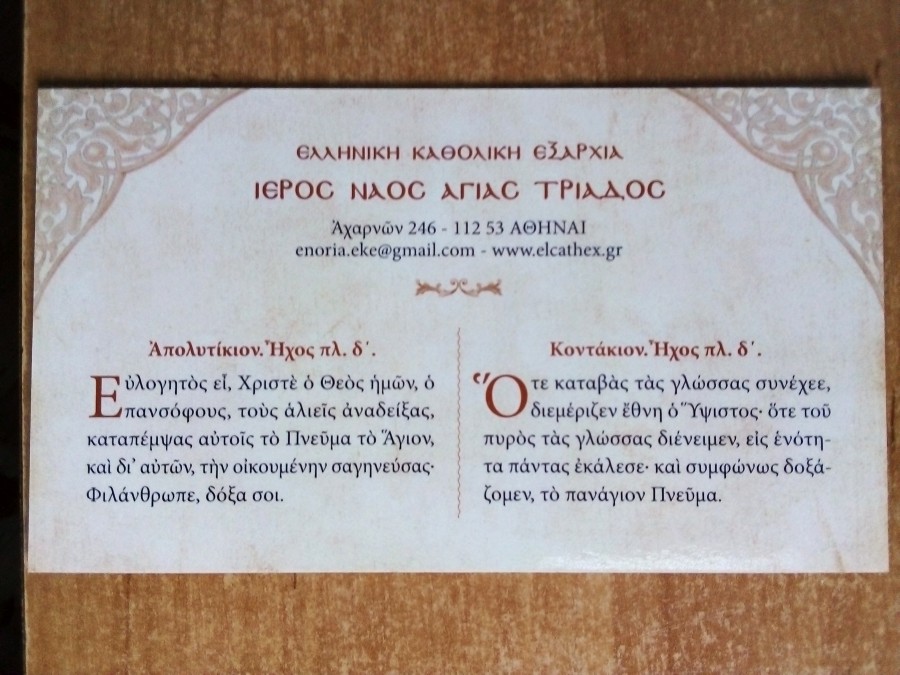 ΕΛΛΗΝΙΚΗ ΚΑΘΟΛΙΚΗ ΕΞΑΡΧΙΑ
ΙΕΡΟΣ ΝΑΟΣ ΑΓΙΑΣ ΤΡΙΑΔΟΣ
Ἀχαρνῶν 246 - 112 53 ΑΘΗΝΑΙ
enoria.eke@gmail.com - www.elcathex.gr
Ἀπολυτίκιον. Ἦχος πλ. δ΄.
Εὐλογητὸς εἶ, Χριστὲ ὁ Θεὸς ἡμῶν, ὁ
πανσόφους, τοὺς ἁλιεῖς ἀναδείξας,
καταπέμψας αὐτοῖς τὸ Πνεῦμα τὸ Ἅγιον,
καὶ δι᾽ αὐτῶν, τὴν οἰκουμένην σαγηνεύσας·
Φιλάνθρωπε, δόξα σοι.
Κοντάκιον. Ἦχος πλ. δ΄.
Ὅτε καταβὰς τὰς γλώσσας συνέχεε,
διεμέριζεν ἔθνη ὁ Ὕψιστος· ὅτε τοῦ
πυρὸς τὰς γλώσσας διένειμεν, εἰς ἑνότη-
τα πάντας ἐκάλεσε· καὶ συμφώνως δοξά-
ζομεν, τὸ πανάγιον Πνεῦμα.